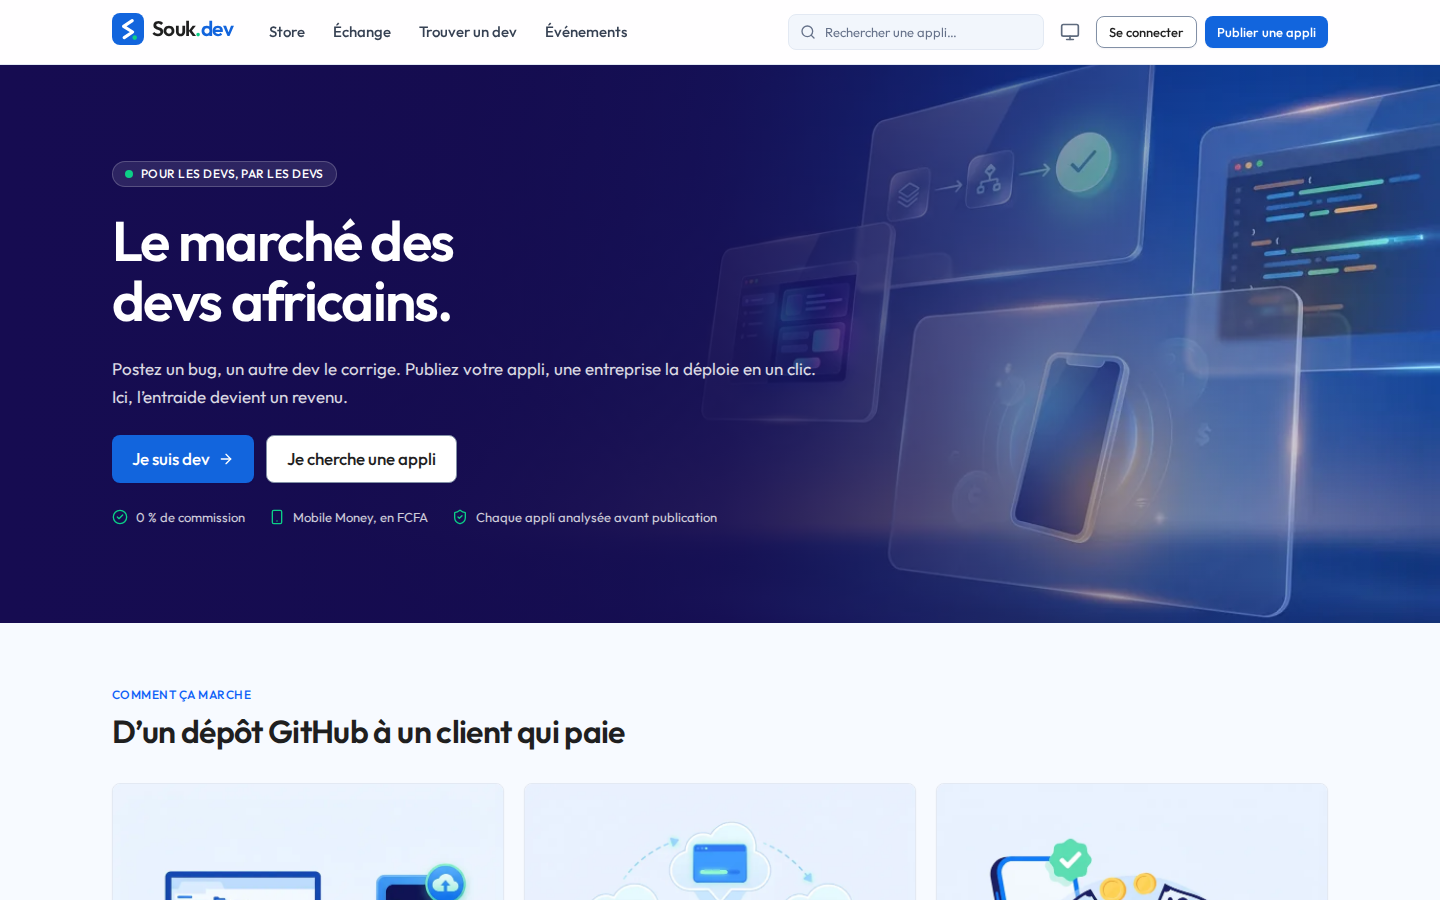 Souk.dev
Store
Échange
Trouver un dev
Événements
Rechercher une appli…
Se connecter
Publier une appli
POUR LES DEVS, PAR LES DEVS
Le marché des
devs africains.
Postez un bug, un autre dev le corrige. Publiez votre appli, une entreprise la déploie en un clic.
Ici, l’entraide devient un revenu.
Je suis dev
Je cherche une appli
0 % de commission
Mobile Money, en FCFA
Chaque appli analysée avant publication
COMMENT ÇA MARCHE
D’un dépôt GitHub à un client qui paie